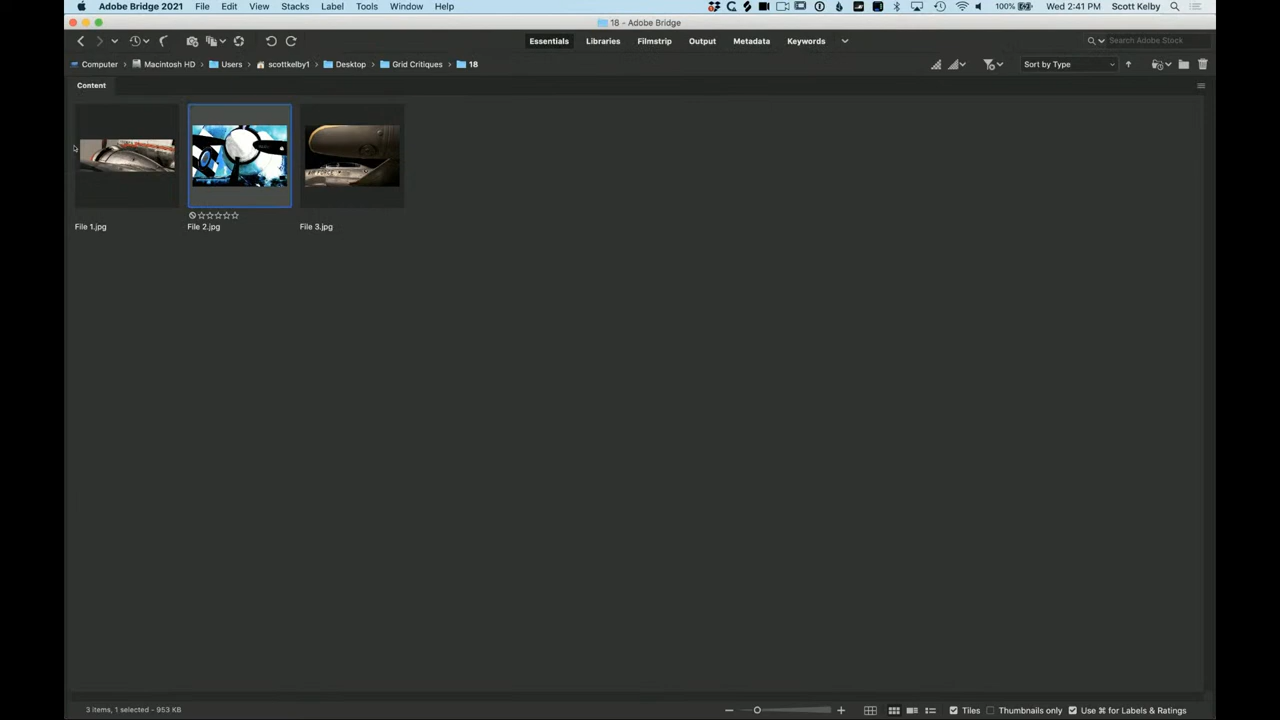 Adobe Bridge 2021 File Edit View Stacks Label Tools Window Help 100% Wed 2:41 PM Scott Kelby
18 - Adobe Bridge
Essentials Libraries Filmstrip Output Metadata Keywords Search Adobe Stock
Computer Macintosh HD Users scottkelby1 Desktop Grid Critiques 18 Sort by Type
Content
File 1.jpg File 2.jpg File 3.jpg
3 items, 1 selected - 953 KB Tiles Thumbnails only Use ⌘ for Labels & Ratings